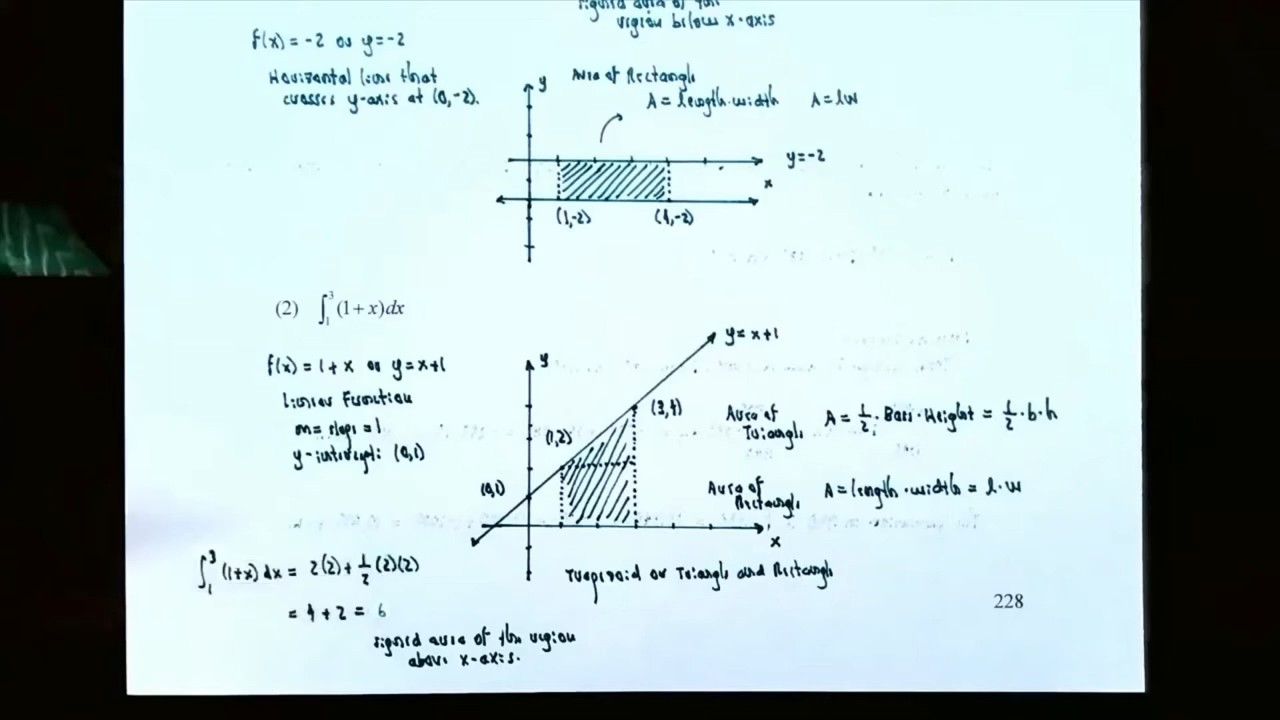 signed area of the
region below x-axis
f(x) = -2 or y = -2
Horizontal line that
crosses y-axis at (0,-2).
y
Area of Rectangle
A = length·width A = lw
y = -2
x
(1,-2) (4,-2)
(2) ∫₁³ (1+x)dx
y = x+1
f(x) = 1+x or y = x+1
y
Linear Function
m = slope = 1
y-intercept: (0,1)
(3,4)
(1,2)
(0,1)
Area of
Triangle A = 1/2 · Base · Height = 1/2 · b · h
Area of
Rectangle A = length · width = l · w
x
∫₁³ (1+x) dx = 2(2) + 1/2 (2)(2)
= 4 + 2 = 6
Trapezoid or Triangle and Rectangle
228
signed area of the region
above x-axis.